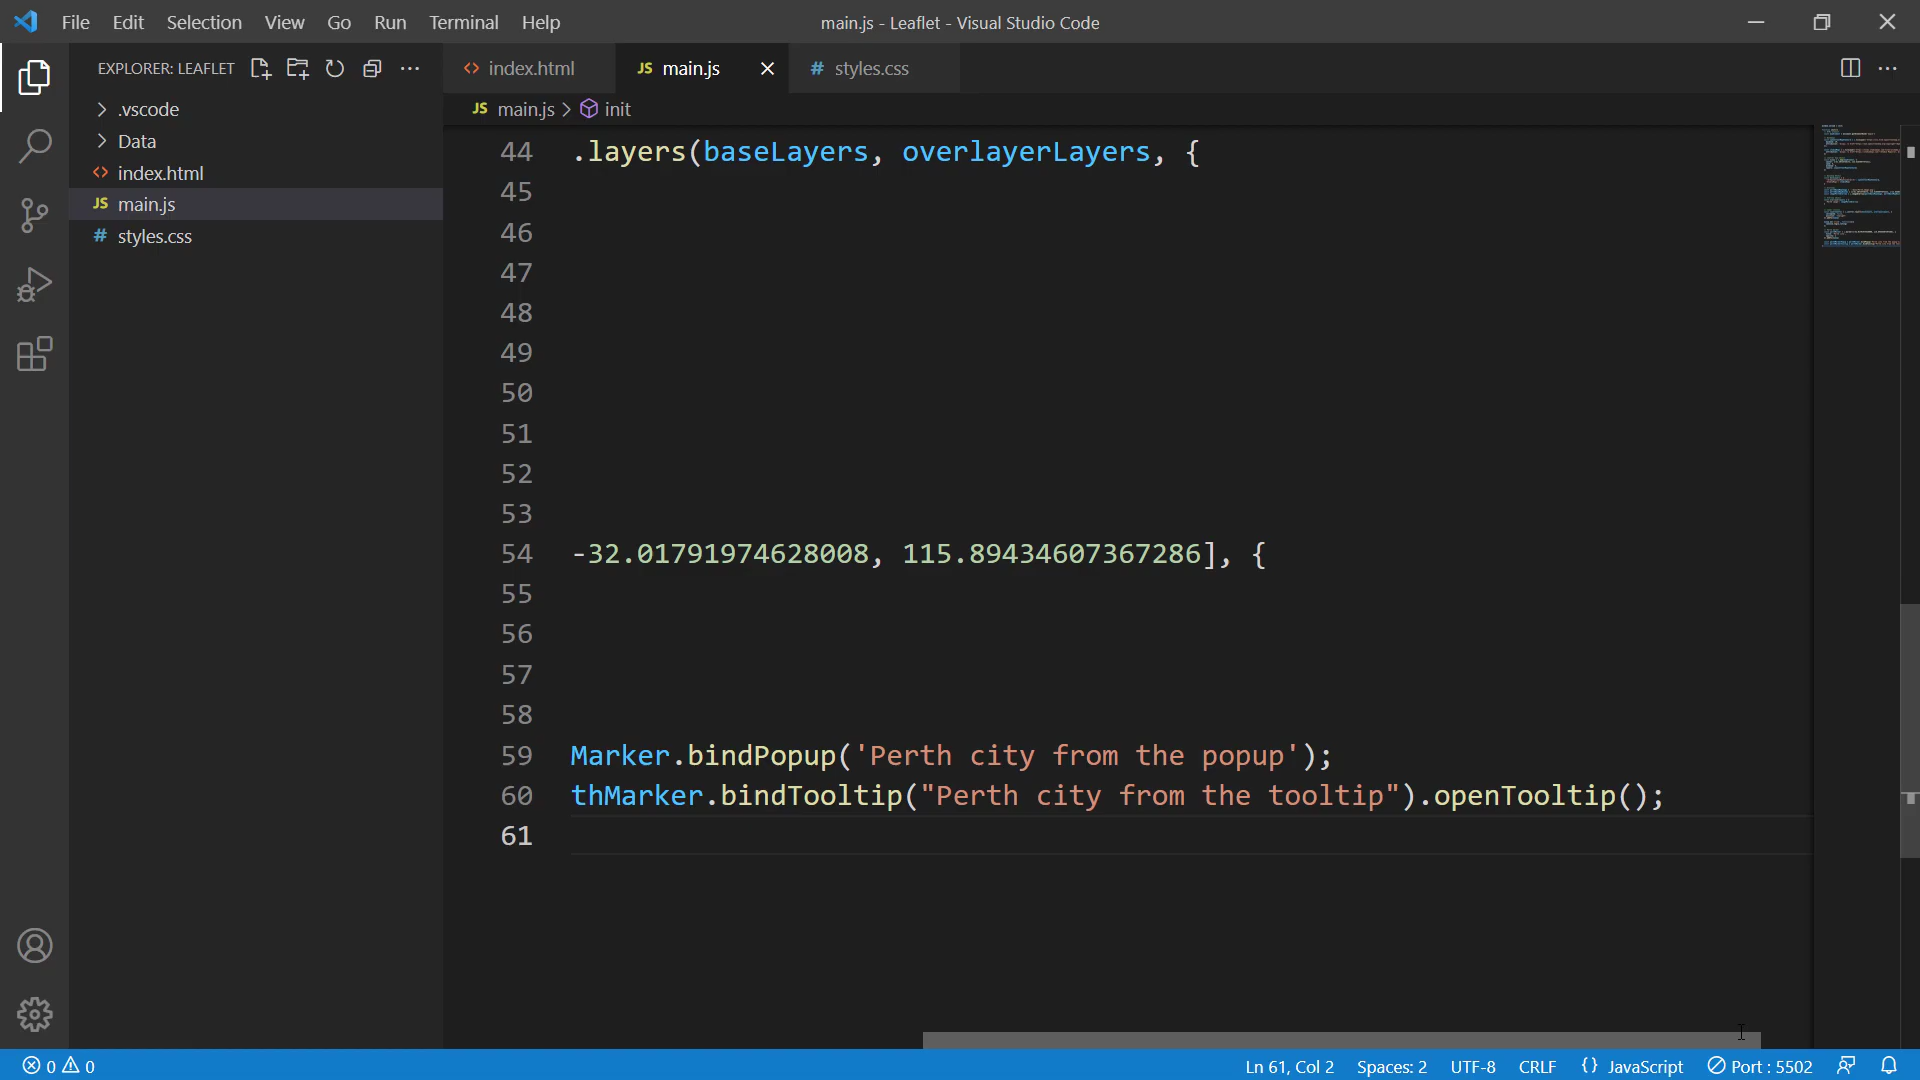 File Edit Selection View Go Run Terminal Help
main.js - Leaflet - Visual Studio Code
EXPLORER: LEAFLET
.vscode
Data
index.html
JS main.js
# styles.css
index.html
JS main.js
# styles.css
JS main.js > init
44 .layers(baseLayers, overlayerLayers, {
45
46
47
48
49
50
51
52
53
54 -32.01791974628008, 115.89434607367286], {
55
56
57
58
59 Marker.bindPopup('Perth city from the popup');
60 thMarker.bindTooltip("Perth city from the tooltip").openTooltip();
61
0 0
Ln 61, Col 2 Spaces: 2 UTF-8 CRLF {} JavaScript Port : 5502